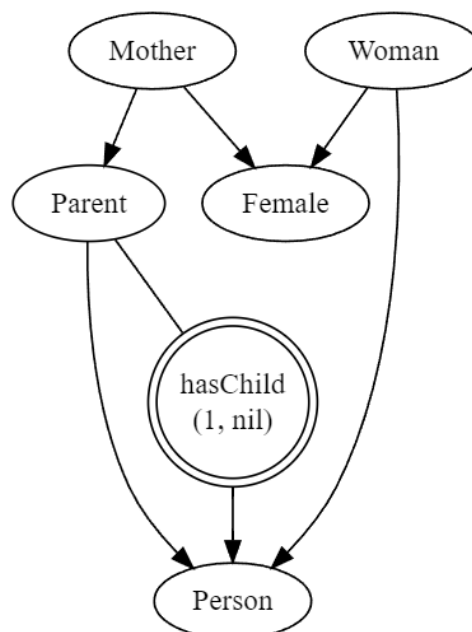 Mother
Woman
Parent
Female
hasChild
(1, nil)
Person